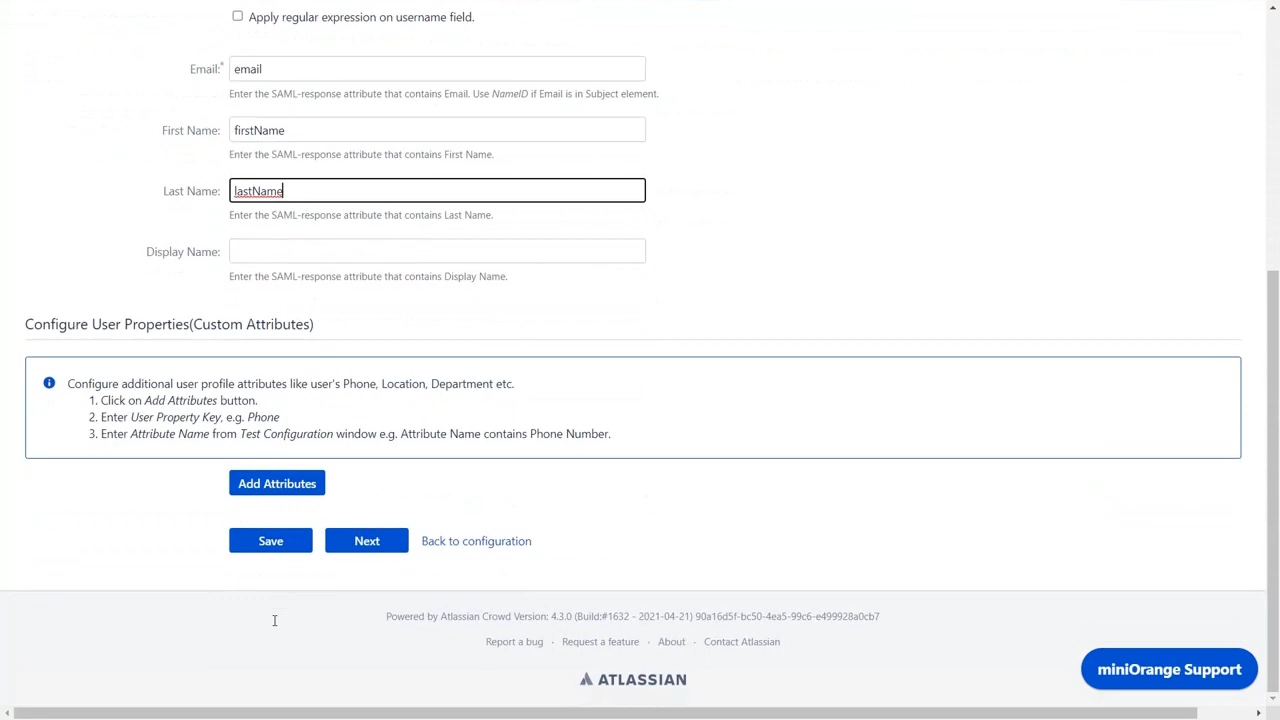 Apply regular expression on username field.
Email:* email
Enter the SAML-response attribute that contains Email. Use NameID if Email is in Subject element.
First Name: firstName
Enter the SAML-response attribute that contains First Name.
Last Name: lastName
Enter the SAML-response attribute that contains Last Name.
Display Name:
Enter the SAML-response attribute that contains Display Name.
Configure User Properties(Custom Attributes)
Configure additional user profile attributes like user's Phone, Location, Department etc.
1. Click on Add Attributes button.
2. Enter User Property Key, e.g. Phone
3. Enter Attribute Name from Test Configuration window e.g. Attribute Name contains Phone Number.
Add Attributes
Save Next Back to configuration
Powered by Atlassian Crowd Version: 4.3.0 (Build:#1632 - 2021-04-21) 90a16d5f-bc50-4ea5-99c6-e499928a0cb7
Report a bug · Request a feature · About · Contact Atlassian
miniOrange Support
ATLASSIAN